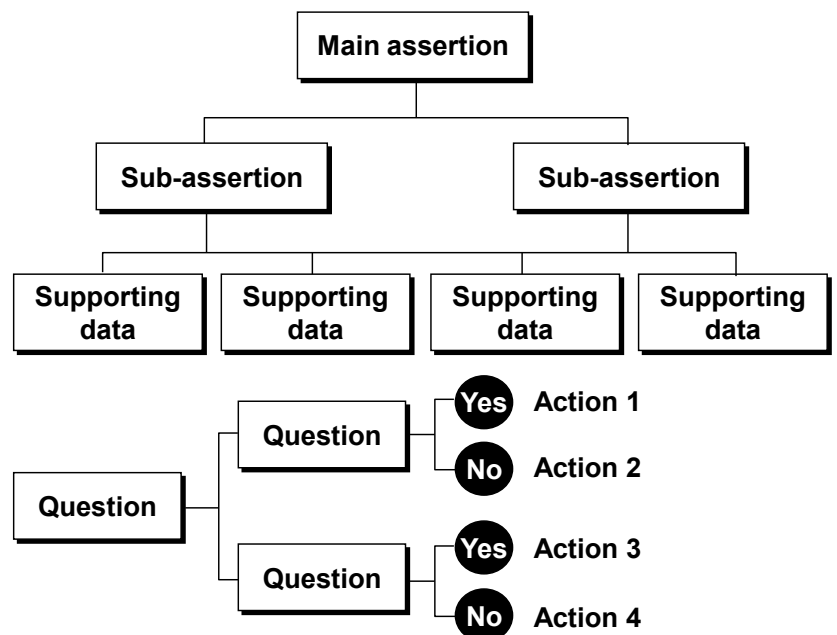 Main assertion
Sub-assertion
Sub-assertion
Supporting
data
Supporting
data
Supporting
data
Supporting
data
Question
Question
Yes Action 1
No Action 2
Question
Yes Action 3
No Action 4